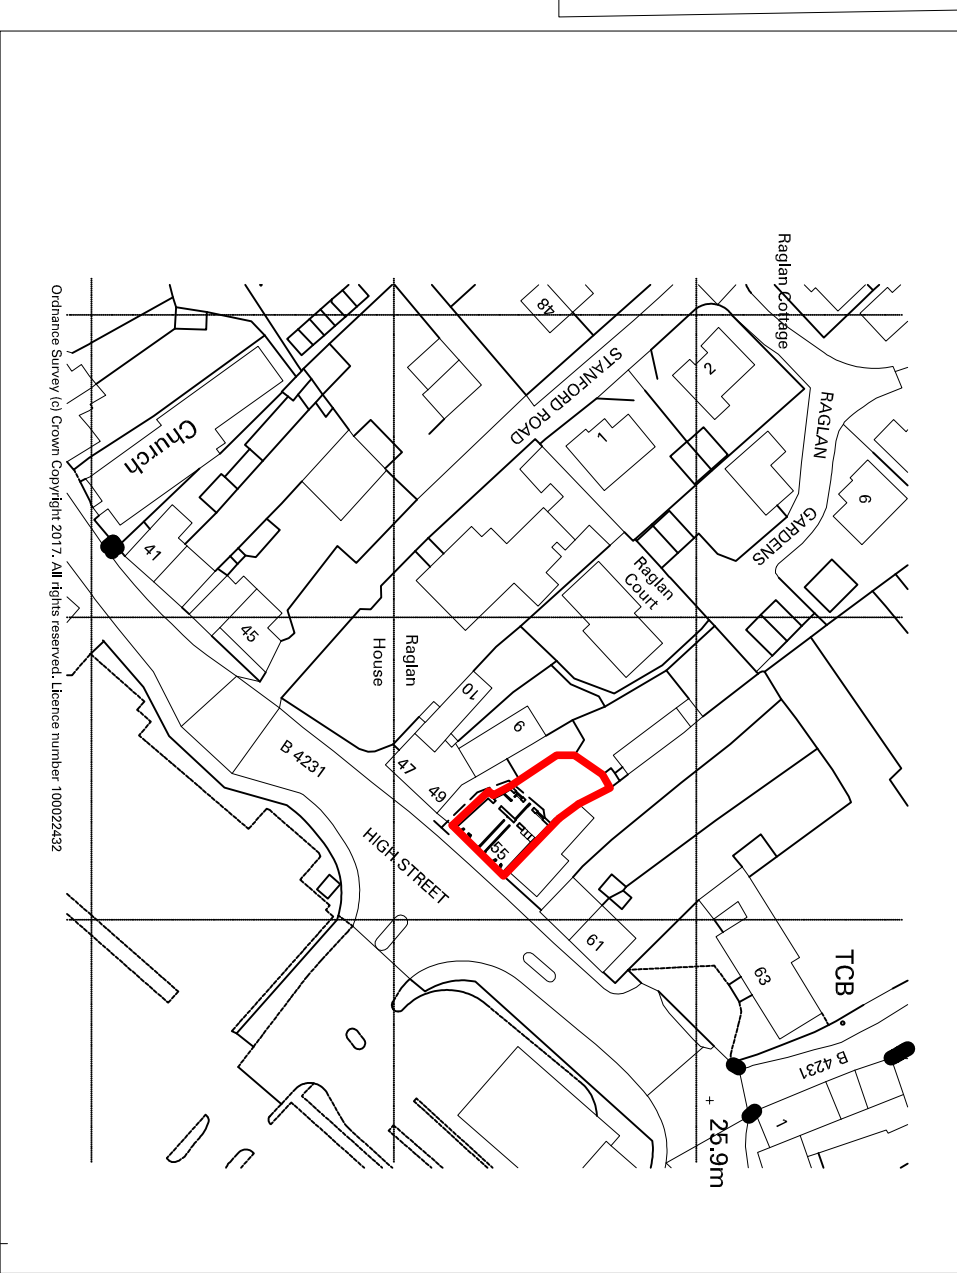 Raglan Cottage
48
STANFORD ROAD
2
RAGLAN
GARDENS
1
6
Church
41
45
Raglan
Court
Raglan
House
10
9
47
49
B 4231
HIGH STREET
55
61
63
TCB
B 4231
1
25.9m
+
Ordnance Survey (c) Crown Copyright 2017. All rights reserved. Licence number 100022432